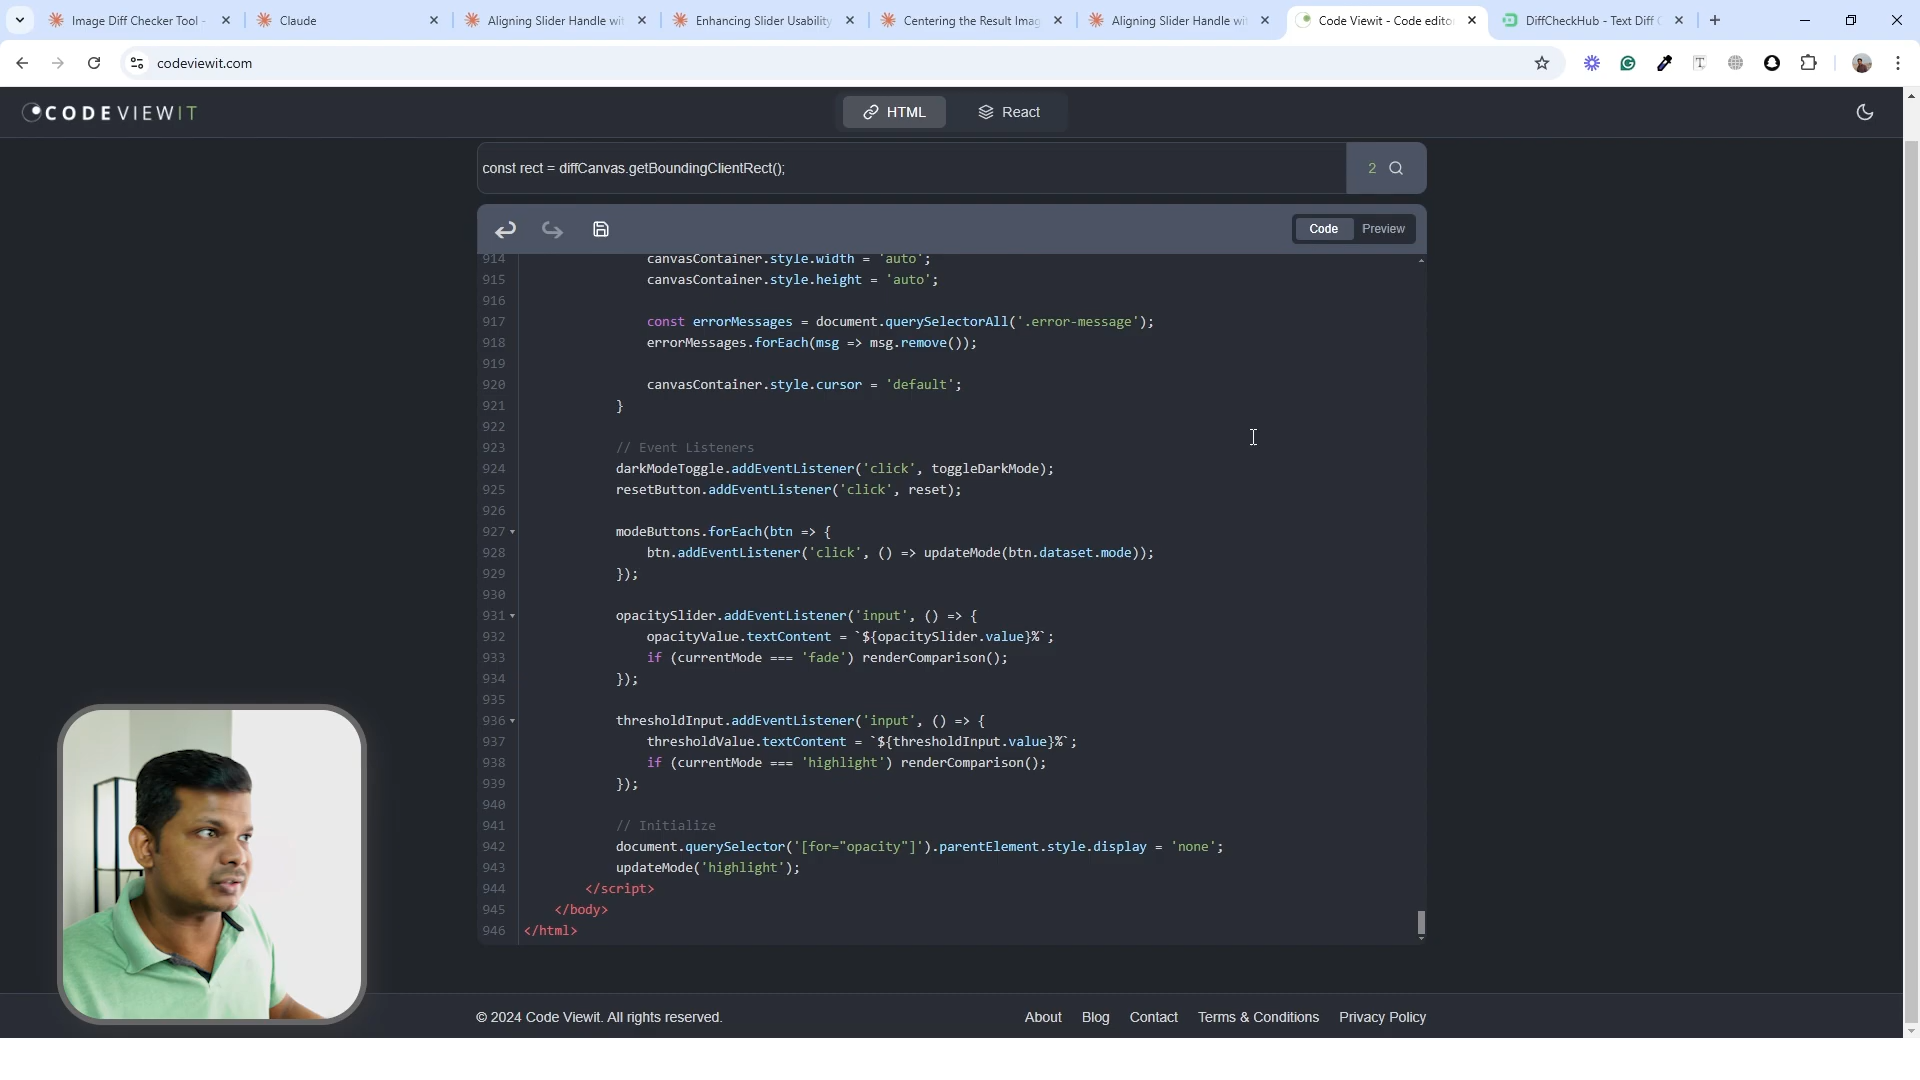 Image Diff Checker Tool - 
Claude
Aligning Slider Handle wit
Enhancing Slider Usability
Centering the Result Imag
Aligning Slider Handle wit
Code Viewit - Code edito
DiffCheckHub - Text Diff C
codeviewit.com
CODEVIEWIT
HTML
React
const rect = diffCanvas.getBoundingClientRect();
2
Code
Preview
914 canvasContainer.style.width = 'auto';
915 canvasContainer.style.height = 'auto';
916
917 const errorMessages = document.querySelectorAll('.error-message');
918 errorMessages.forEach(msg => msg.remove());
919
920 canvasContainer.style.cursor = 'default';
921 }
922
923 // Event Listeners
924 darkModeToggle.addEventListener('click', toggleDarkMode);
925 resetButton.addEventListener('click', reset);
926
927 modeButtons.forEach(btn => {
928 btn.addEventListener('click', () => updateMode(btn.dataset.mode));
929 });
930
931 opacitySlider.addEventListener('input', () => {
932 opacityValue.textContent = `${opacitySlider.value}%`;
933 if (currentMode === 'fade') renderComparison();
934 });
935
936 thresholdInput.addEventListener('input', () => {
937 thresholdValue.textContent = `${thresholdInput.value}%`;
938 if (currentMode === 'highlight') renderComparison();
939 });
940
941 // Initialize
942 document.querySelector('[for="opacity"]').parentElement.style.display = 'none';
943 updateMode('highlight');
944 </script>
945 </body>
946 </html>
© 2024 Code Viewit. All rights reserved.
About
Blog
Contact
Terms & Conditions
Privacy Policy